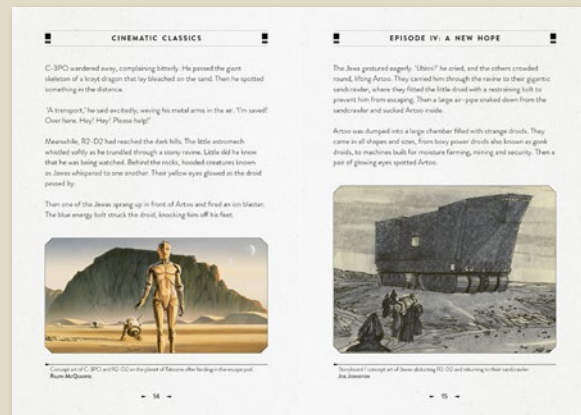 CINEMATIC CLASSICS
C-3PO wandered away, complaining bitterly. He passed the giant
skeleton of a krayt dragon that lay bleached on the sand. Then he spotted
something in the distance.
"A transport," he said excitedly, waving his metal arms in the air. "I'm saved!
Over here. Hey! Hey! Please help!"
Meanwhile, R2-D2 had reached the dark hills. The little astromech
whistled softly as he trundled through a stony ravine. Little did he know
that he was being watched. Behind the rocks, hooded creatures known
as Jawas whispered to one another. Their yellow eyes glowed as the droid
passed by.
Then one of the Jawas sprang up in front of Artoo and fired an ion blaster.
The blue energy bolt struck the droid, knocking him off his feet.
Concept art of C-3PO and R2-D2 on the planet of Tatooine after landing in the escape pod.
RALPH MCQUARRIE
14
EPISODE IV: A NEW HOPE
The Jawa gestured eagerly. "Utinni!" he cried, and the others crowded
round, lifting Artoo. They carried him through the ravine to their gigantic
sandcrawler, where they fitted the little droid with a restraining bolt to
prevent him from escaping. Then a large air-pipe snaked down from the
sandcrawler and sucked Artoo inside.
Artoo was dumped into a large chamber filled with strange droids. They
came in all shapes and sizes, from boxy power droids also known as gonk
droids, to machines built for moisture farming, mining and security. Then a
pair of glowing eyes spotted Artoo.
Storyboard / concept art of Jawas abducting R2-D2 and returning to their sandcrawler.
JOE JOHNSTON
15